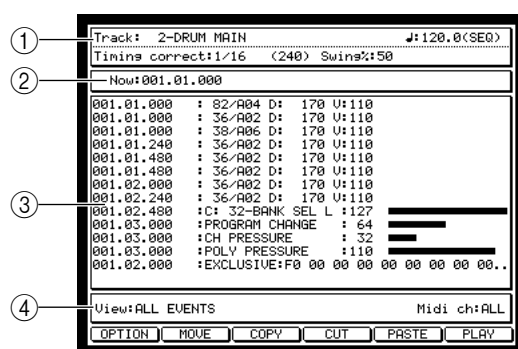 ① Track: 2-DRUM MAIN ♩:120.0(SEQ)
Timing correct:1/16 (240) Swing%:50
② Now:001.01.000
001.01.000 : 82/A04 D: 170 V:110
001.01.000 : 36/A02 D: 170 V:110
001.01.000 : 38/A06 D: 170 V:110
001.01.240 : 36/A02 D: 170 V:110
001.01.480 : 36/A02 D: 170 V:110
001.01.480 : 36/A02 D: 170 V:110
001.02.000 : 36/A02 D: 170 V:110
001.02.240 : 36/A02 D: 170 V:110
③ 001.02.480 :C: 32-BANK SEL L :127
001.03.000 :PROGRAM CHANGE : 64
001.03.000 :CH PRESSURE : 32
001.03.000 :POLY PRESSURE :110
001.02.000 :EXCLUSIVE:F0 00 00 00 00 00 00 00..
④ View:ALL EVENTS Midi ch:ALL
OPTION MOVE COPY CUT PASTE PLAY